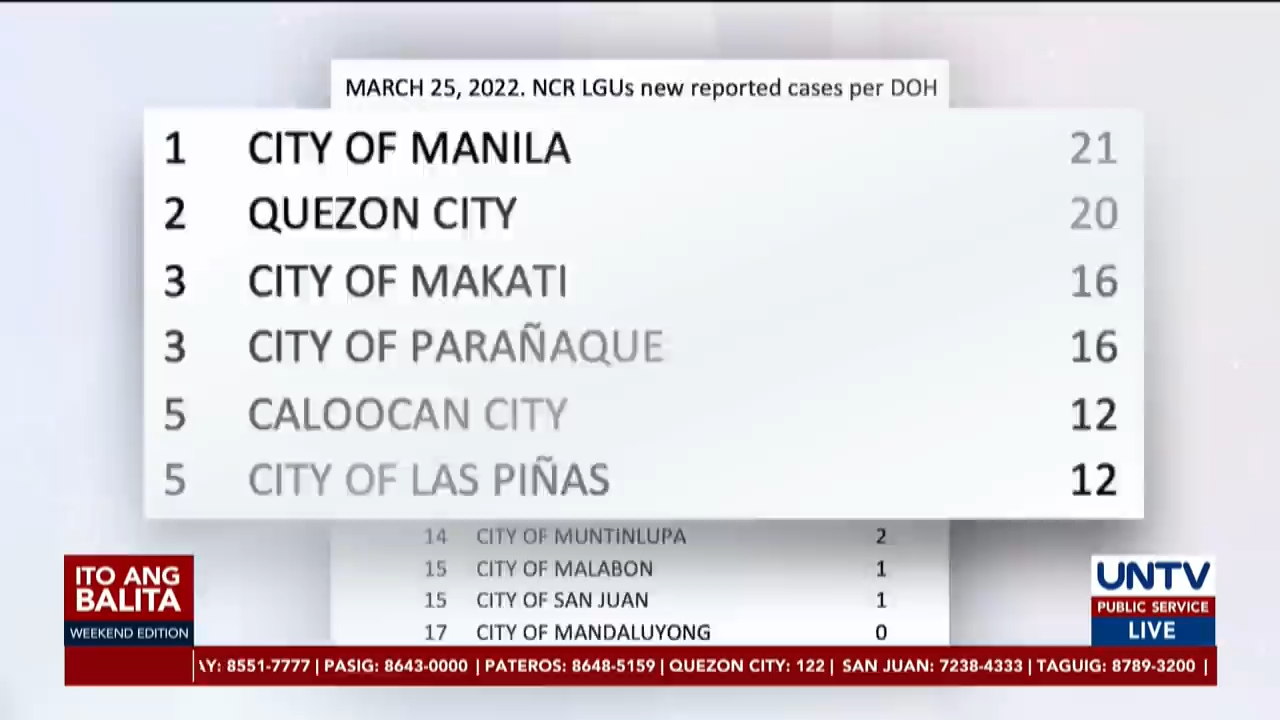 MARCH 25, 2022. NCR LGUs new reported cases per DOH
1 CITY OF MANILA 21
2 QUEZON CITY 20
3 CITY OF MAKATI 16
3 CITY OF PARAÑAQUE 16
5 CALOOCAN CITY 12
5 CITY OF LAS PIÑAS 12
14 CITY OF MUNTINLUPA 2
15 CITY OF MALABON 1
15 CITY OF SAN JUAN 1
17 CITY OF MANDALUYONG 0
ITO ANG
BALITA
WEEKEND EDITION
UNTV
PUBLIC SERVICE
LIVE
AY: 8551-7777 | PASIG: 8643-0000 | PATEROS: 8648-5159 | QUEZON CITY: 122 | SAN JUAN: 7238-4333 | TAGUIG: 8789-3200 |